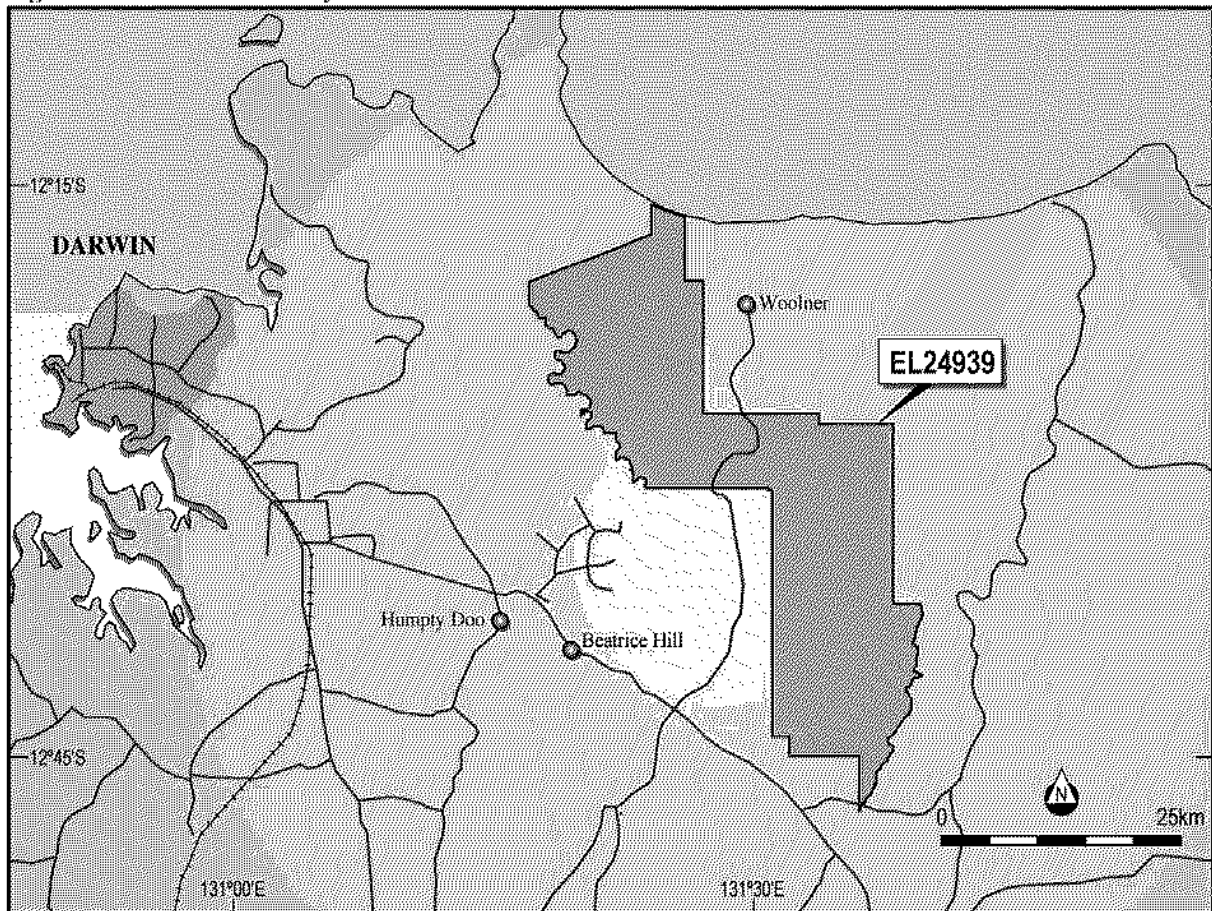 12°15'S
DARWIN
Woolner
EL24939
Humpty Doo
Beatrice Hill
12°45'S
N
0
25km
131°00'E
131°30'E